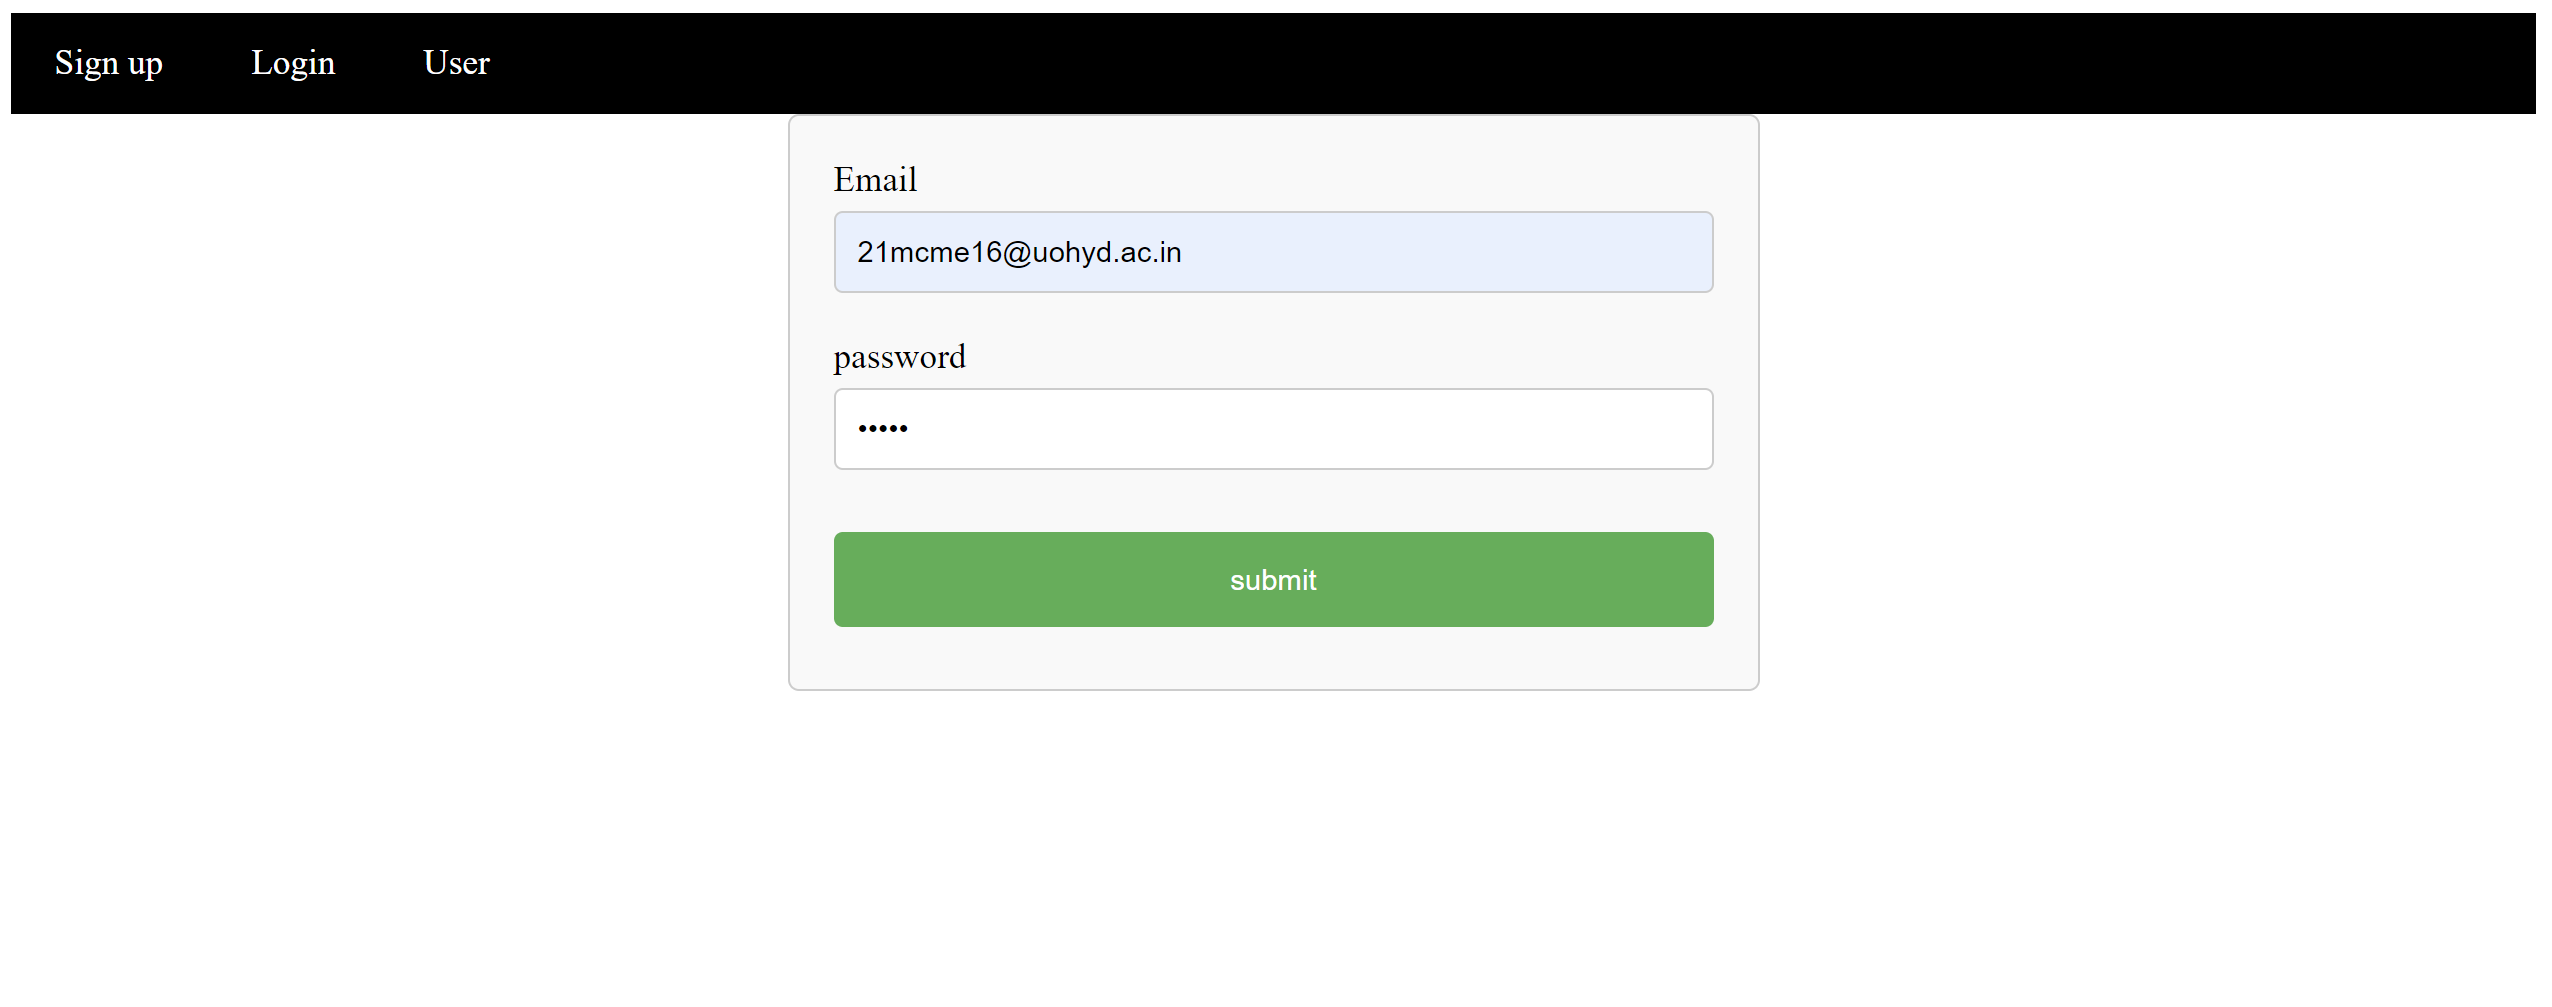 Sign up Login User
Email
21mcme16@uohyd.ac.in
password
•••••
submit